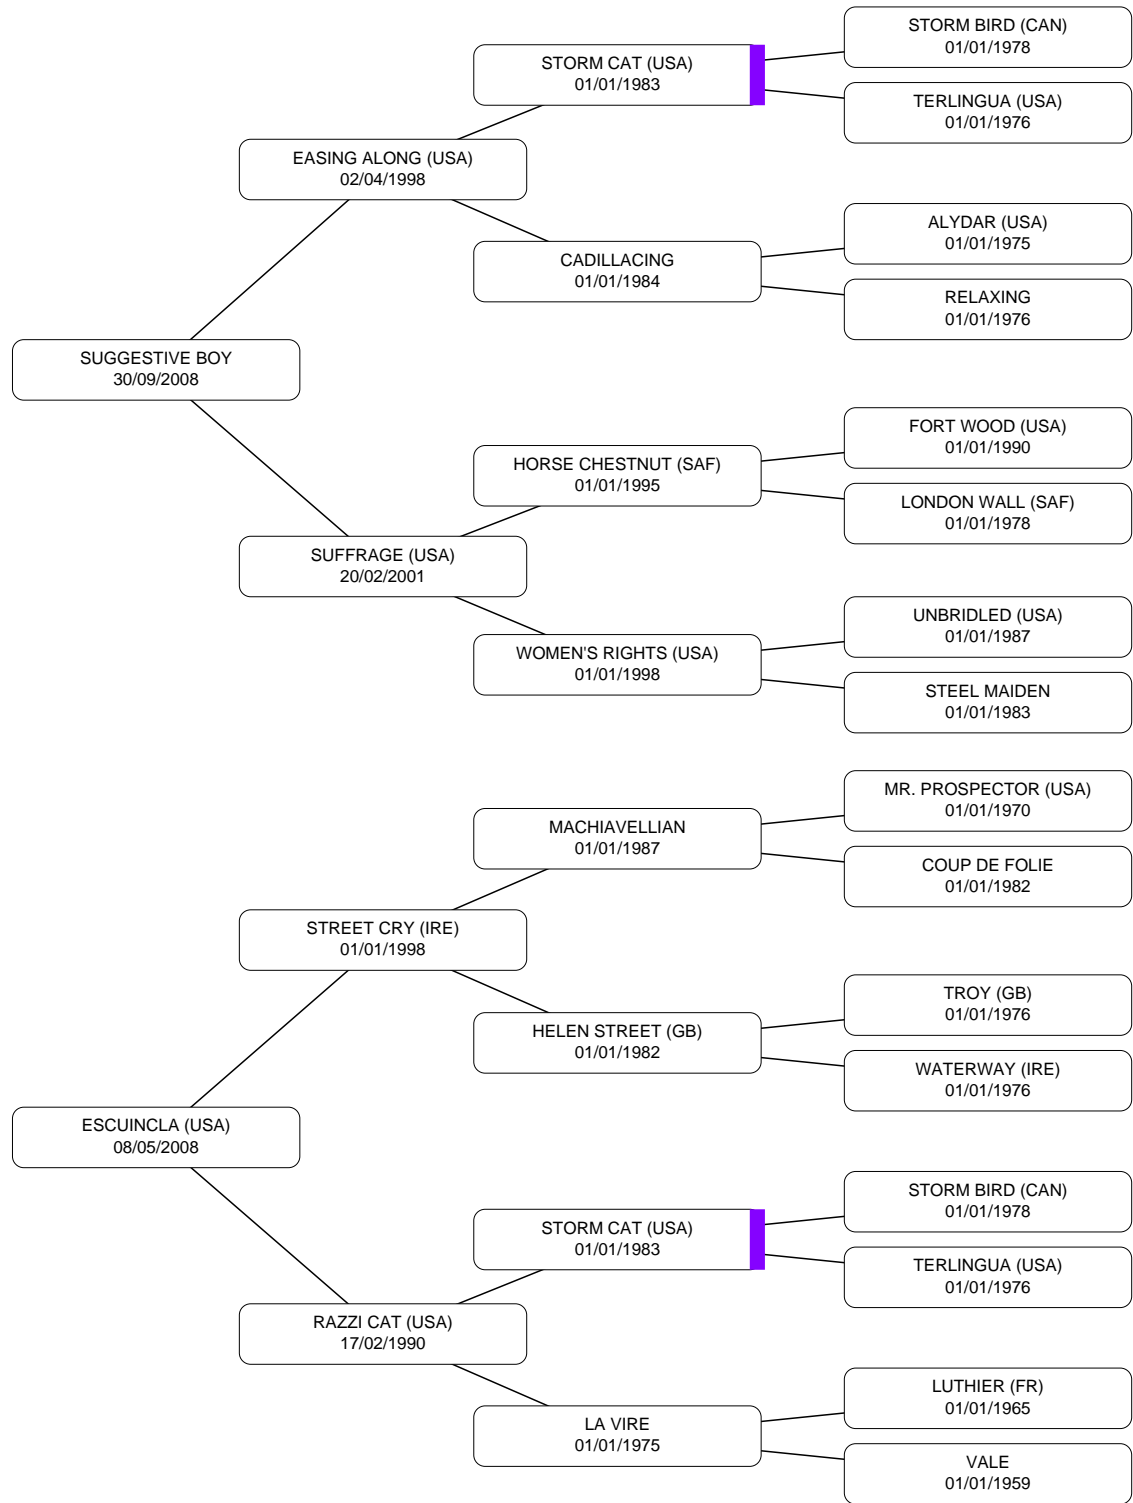 STORM BIRD (CAN)
01/01/1978
STORM CAT (USA)
01/01/1983
TERLINGUA (USA)
01/01/1976
EASING ALONG (USA)
02/04/1998
ALYDAR (USA)
01/01/1975
CADILLACING
01/01/1984
RELAXING
01/01/1976
SUGGESTIVE BOY
30/09/2008
FORT WOOD (USA)
01/01/1990
HORSE CHESTNUT (SAF)
01/01/1995
LONDON WALL (SAF)
01/01/1978
SUFFRAGE (USA)
20/02/2001
UNBRIDLED (USA)
01/01/1987
WOMEN'S RIGHTS (USA)
01/01/1998
STEEL MAIDEN
01/01/1983
MR. PROSPECTOR (USA)
01/01/1970
MACHIAVELLIAN
01/01/1987
COUP DE FOLIE
01/01/1982
STREET CRY (IRE)
01/01/1998
TROY (GB)
01/01/1976
HELEN STREET (GB)
01/01/1982
WATERWAY (IRE)
01/01/1976
ESCUINCLA (USA)
08/05/2008
STORM BIRD (CAN)
01/01/1978
STORM CAT (USA)
01/01/1983
TERLINGUA (USA)
01/01/1976
RAZZI CAT (USA)
17/02/1990
LUTHIER (FR)
01/01/1965
LA VIRE
01/01/1975
VALE
01/01/1959